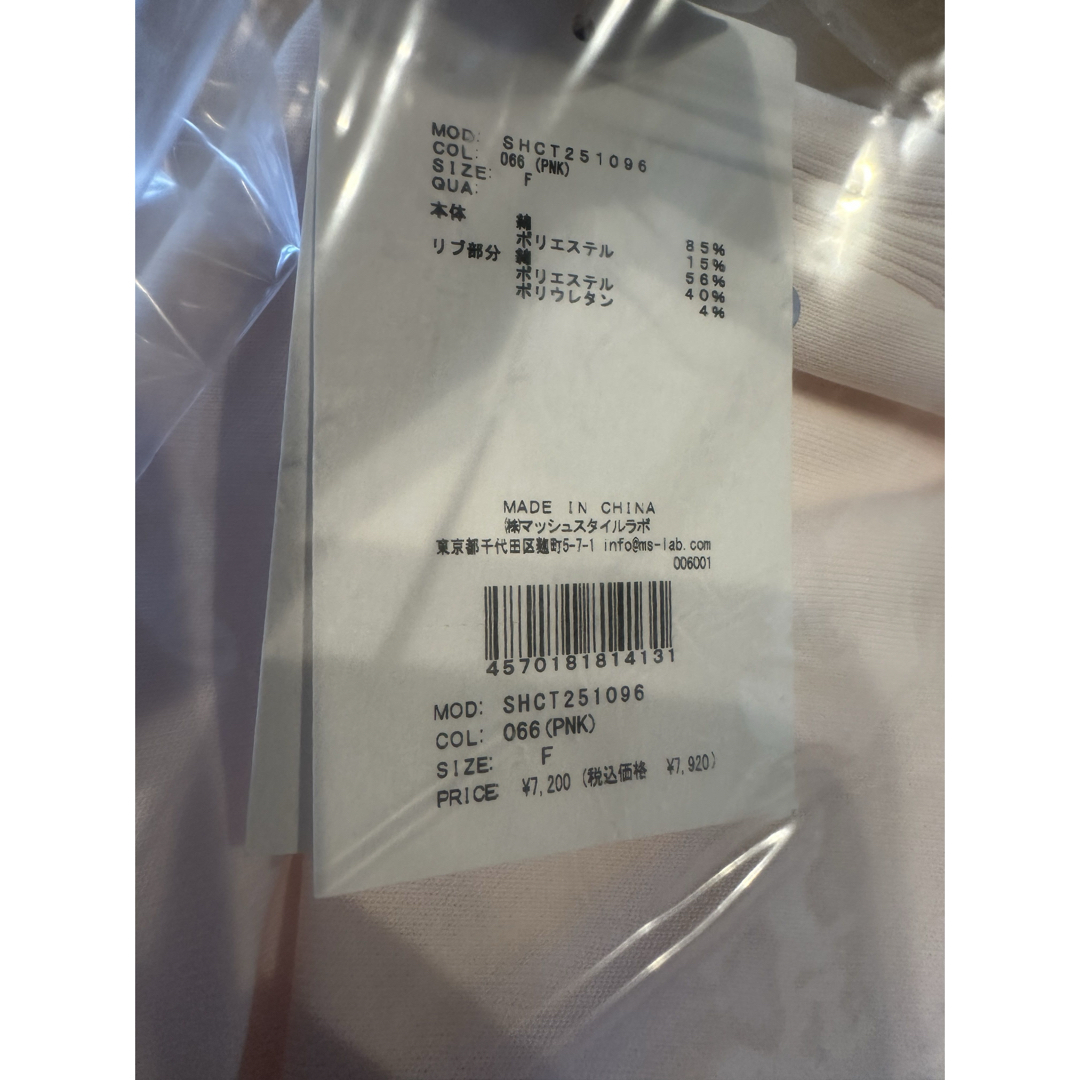 MOD: SHCT251096
COL: 066 (PNK)
SIZE: F
QUA:
本体 綿 85%
ポリエステル 15%
リブ部分 綿 56%
ポリエステル 40%
ポリウレタン 4%
MADE IN CHINA
㈱マッシュスタイルラボ
東京都千代田区麹町5-7-1 info@ms-lab.com
006001
4570181814131
MOD: SHCT251096
COL: 066(PNK)
SIZE: F
PRICE: ¥7,200 (税込価格 ¥7,920)